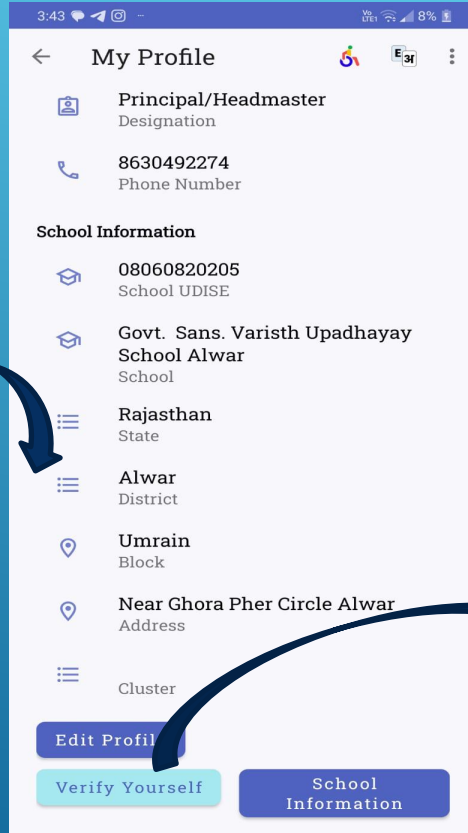 3:43
Vo LTE1 8%
My Profile
E अ
Principal/Headmaster
Designation
8630492274
Phone Number
School Information
08060820205
School UDISE
Govt. Sans. Varisth Upadhayay
School Alwar
School
Rajasthan
State
Alwar
District
Umrain
Block
Near Ghora Pher Circle Alwar
Address
Cluster
Edit Profil
Verify Yourself
School
Information